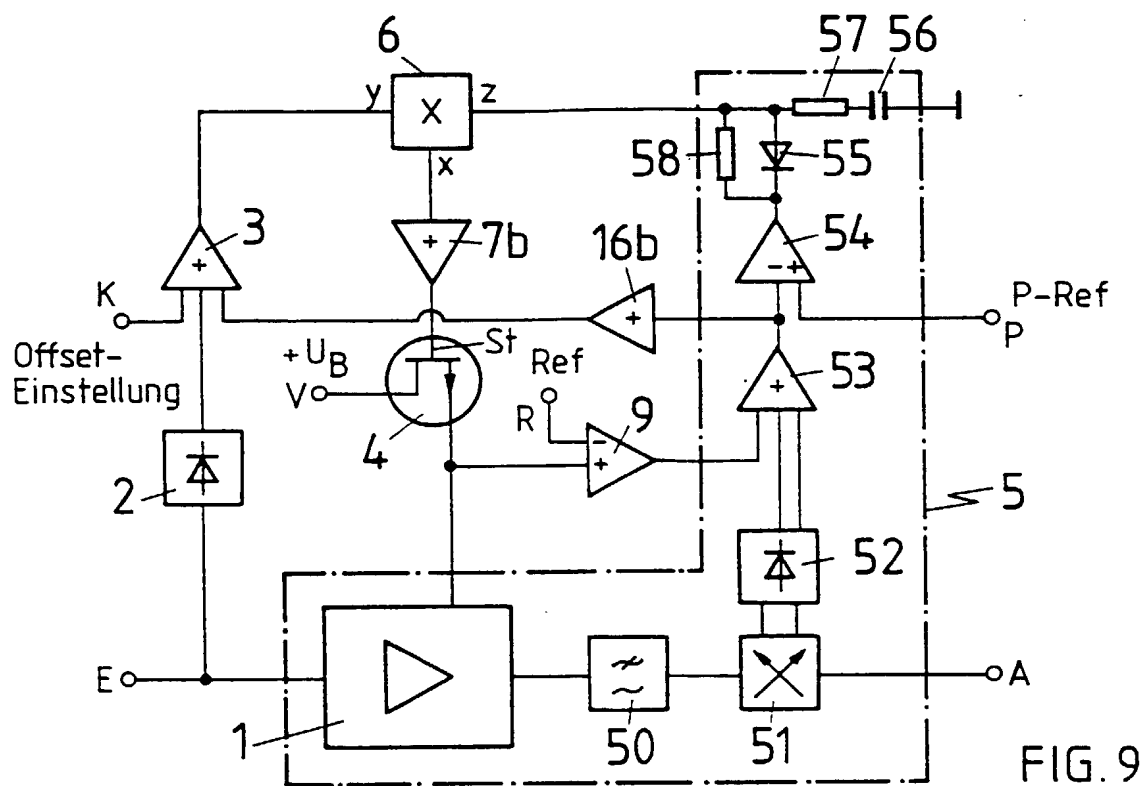 6
57 56
y X z
x
58 55
3 + 7b 16b 54
- +
K
+ P-Ref
P
Offset-
Einstellung
+UB St
V
Ref
R
53
+
4
-
+
9
2
52
5
E
A
1 50 51
FIG. 9